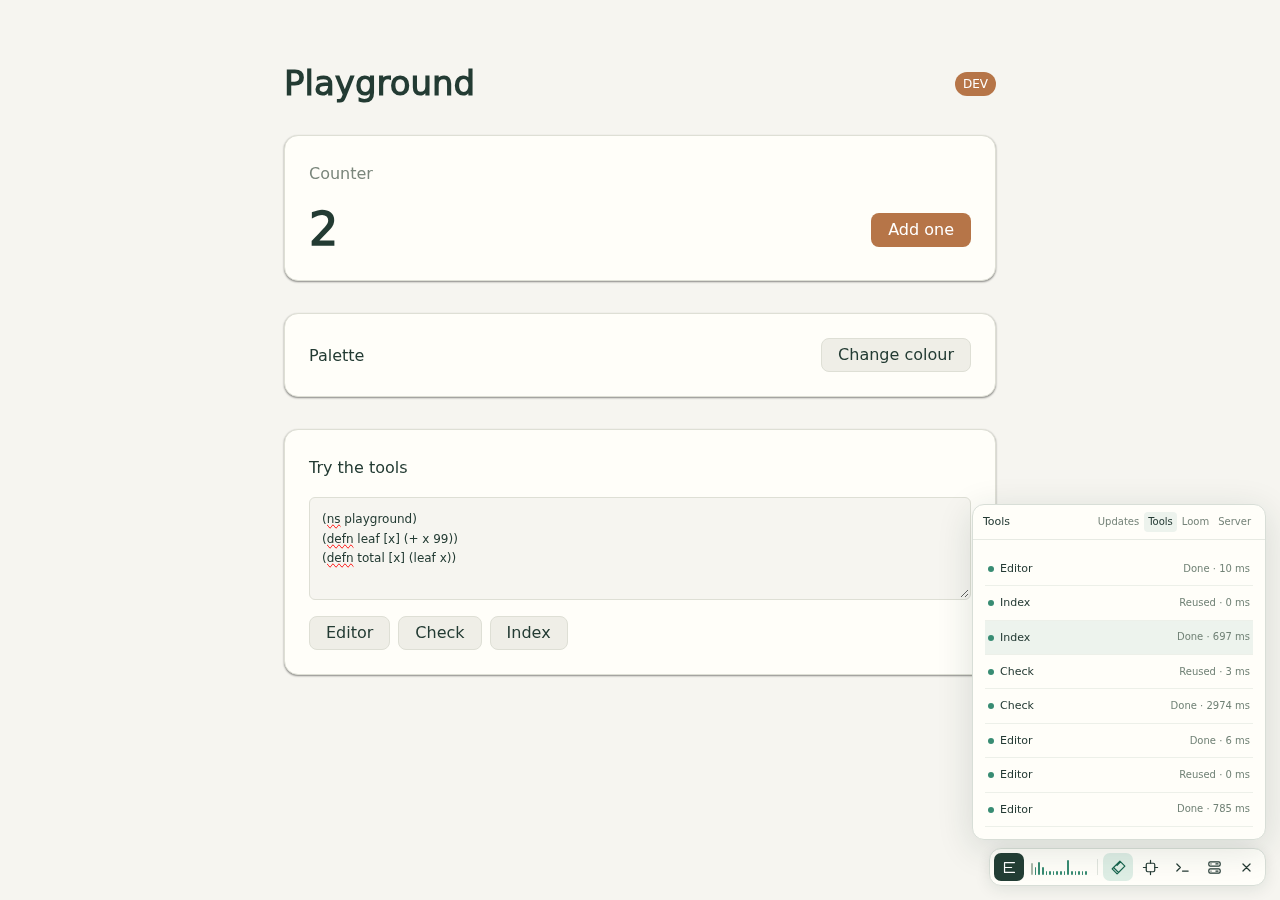 Playground
DEV
Counter
2
Add one
Palette
Change colour
Try the tools
(ns playground)
(defn leaf [x] (+ x 99))
(defn total [x] (leaf x))
Editor
Check
Index
Tools
Updates
Tools
Loom
Server
Editor
Done · 10 ms
Index
Reused · 0 ms
Index
Done · 697 ms
Check
Reused · 3 ms
Check
Done · 2974 ms
Editor
Done · 6 ms
Editor
Reused · 0 ms
Editor
Done · 785 ms